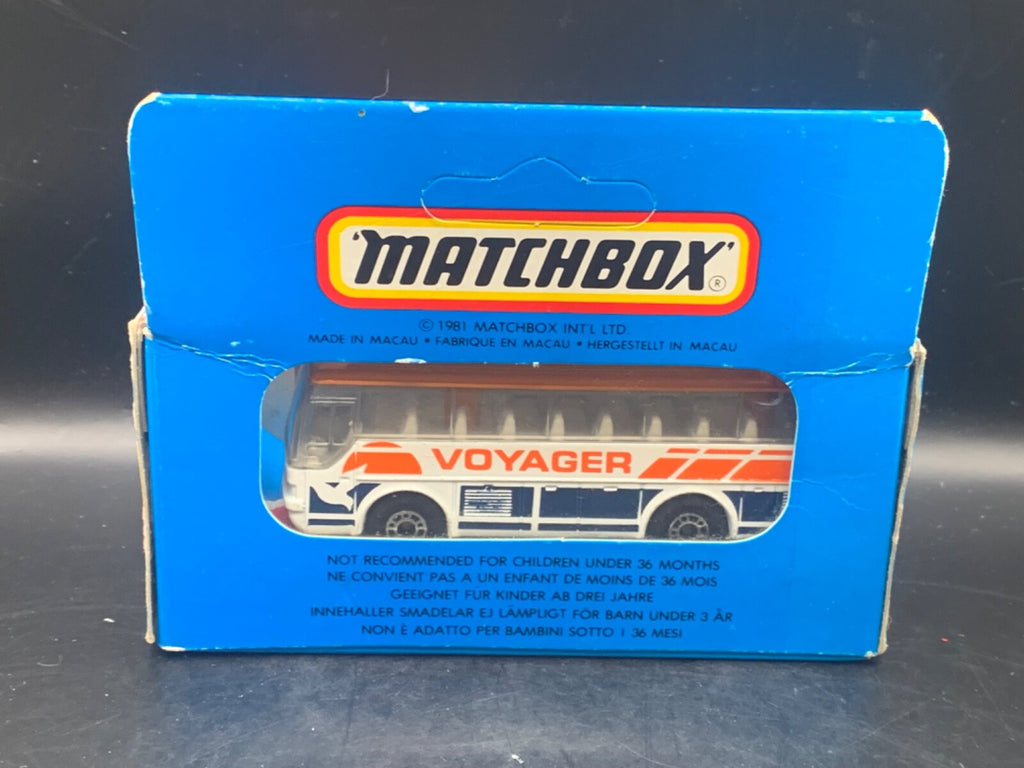 'MATCHBOX'®
© 1981 MATCHBOX INT'L LTD.
MADE IN MACAU • FABRIQUE EN MACAU • HERGESTELLT IN MACAU
VOYAGER
NOT RECOMMENDED FOR CHILDREN UNDER 36 MONTHS
NE CONVIENT PAS A UN ENFANT DE MOINS DE 36 MOIS
GEEIGNET FUR KINDER AB DREI JAHRE
INNEHALLER SMADELAR EJ LÄMPLIGT FÖR BARN UNDER 3 ÄR
NON È ADATTO PER BAMBINI SOTTO I 36 MESI